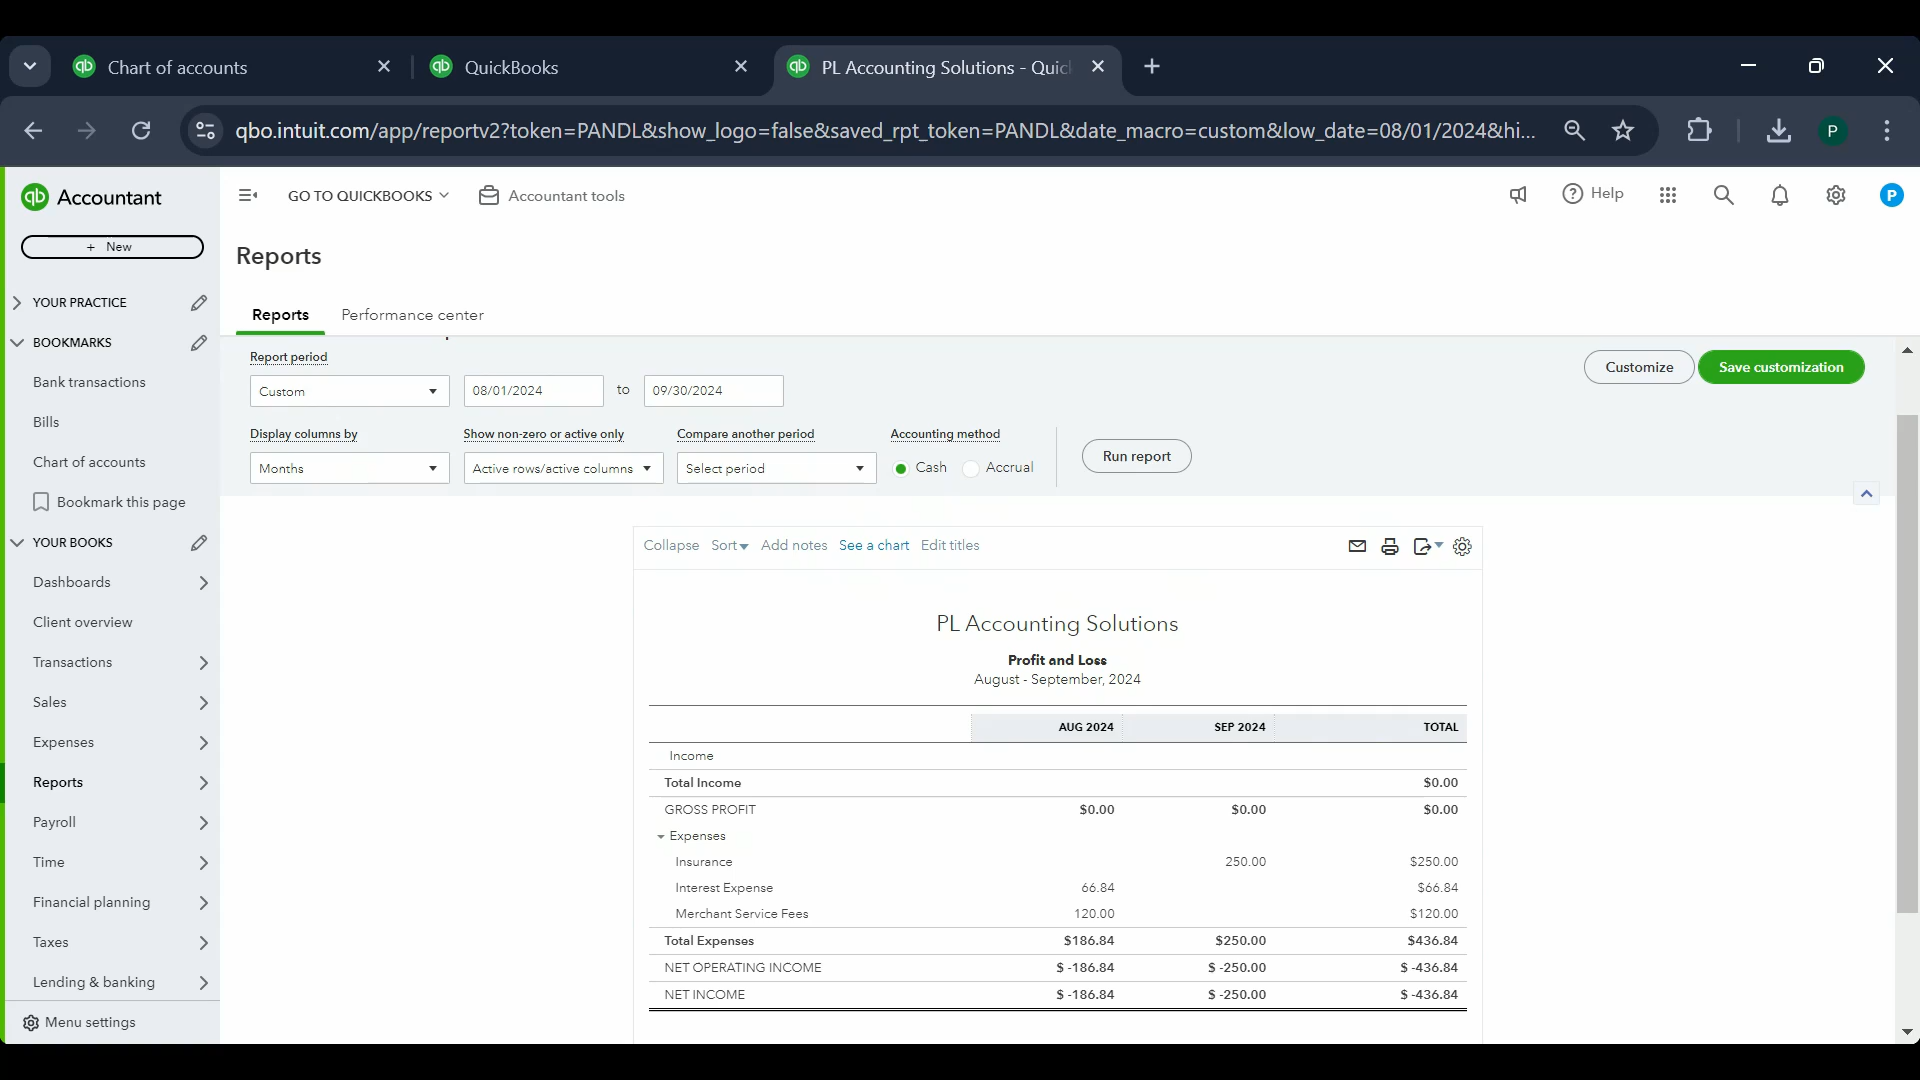 Chart of accounts
QuickBooks
PL Accounting Solutions - Quic
qbo.intuit.com/app/reportv2?token=PANDL&show_logo=false&saved_rpt_token=PANDL&date_macro=custom&low_date=08/01/2024&hi...
P
qb Accountant
GO TO QUICKBOOKS
Accountant tools
Help
P
+ New
Reports
YOUR PRACTICE
Reports Performance center
BOOKMARKS
Bank transactions
Bills
Chart of accounts
Bookmark this page
YOUR BOOKS
Dashboards
Client overview
Transactions
Sales
Expenses
Reports
Payroll
Time
Financial planning
Taxes
Lending & banking
Menu settings
Report period
Custom 08/01/2024 to 09/30/2024
Customize Save customization
Display columns by Show non-zero or active only Compare another period Accounting method
Months Active rows/active columns Select period Cash Accrual
Run report
Collapse Sort Add notes See a chart Edit titles
PL Accounting Solutions
Profit and Loss
August - September, 2024
AUG 2024 SEP 2024 TOTAL
Income
Total Income $0.00
GROSS PROFIT $0.00 $0.00 $0.00
Expenses
Insurance 250.00 $250.00
Interest Expense 66.84 $66.84
Merchant Service Fees 120.00 $120.00
Total Expenses $186.84 $250.00 $436.84
NET OPERATING INCOME $ -186.84 $ -250.00 $ -436.84
NET INCOME $ -186.84 $ -250.00 $ -436.84